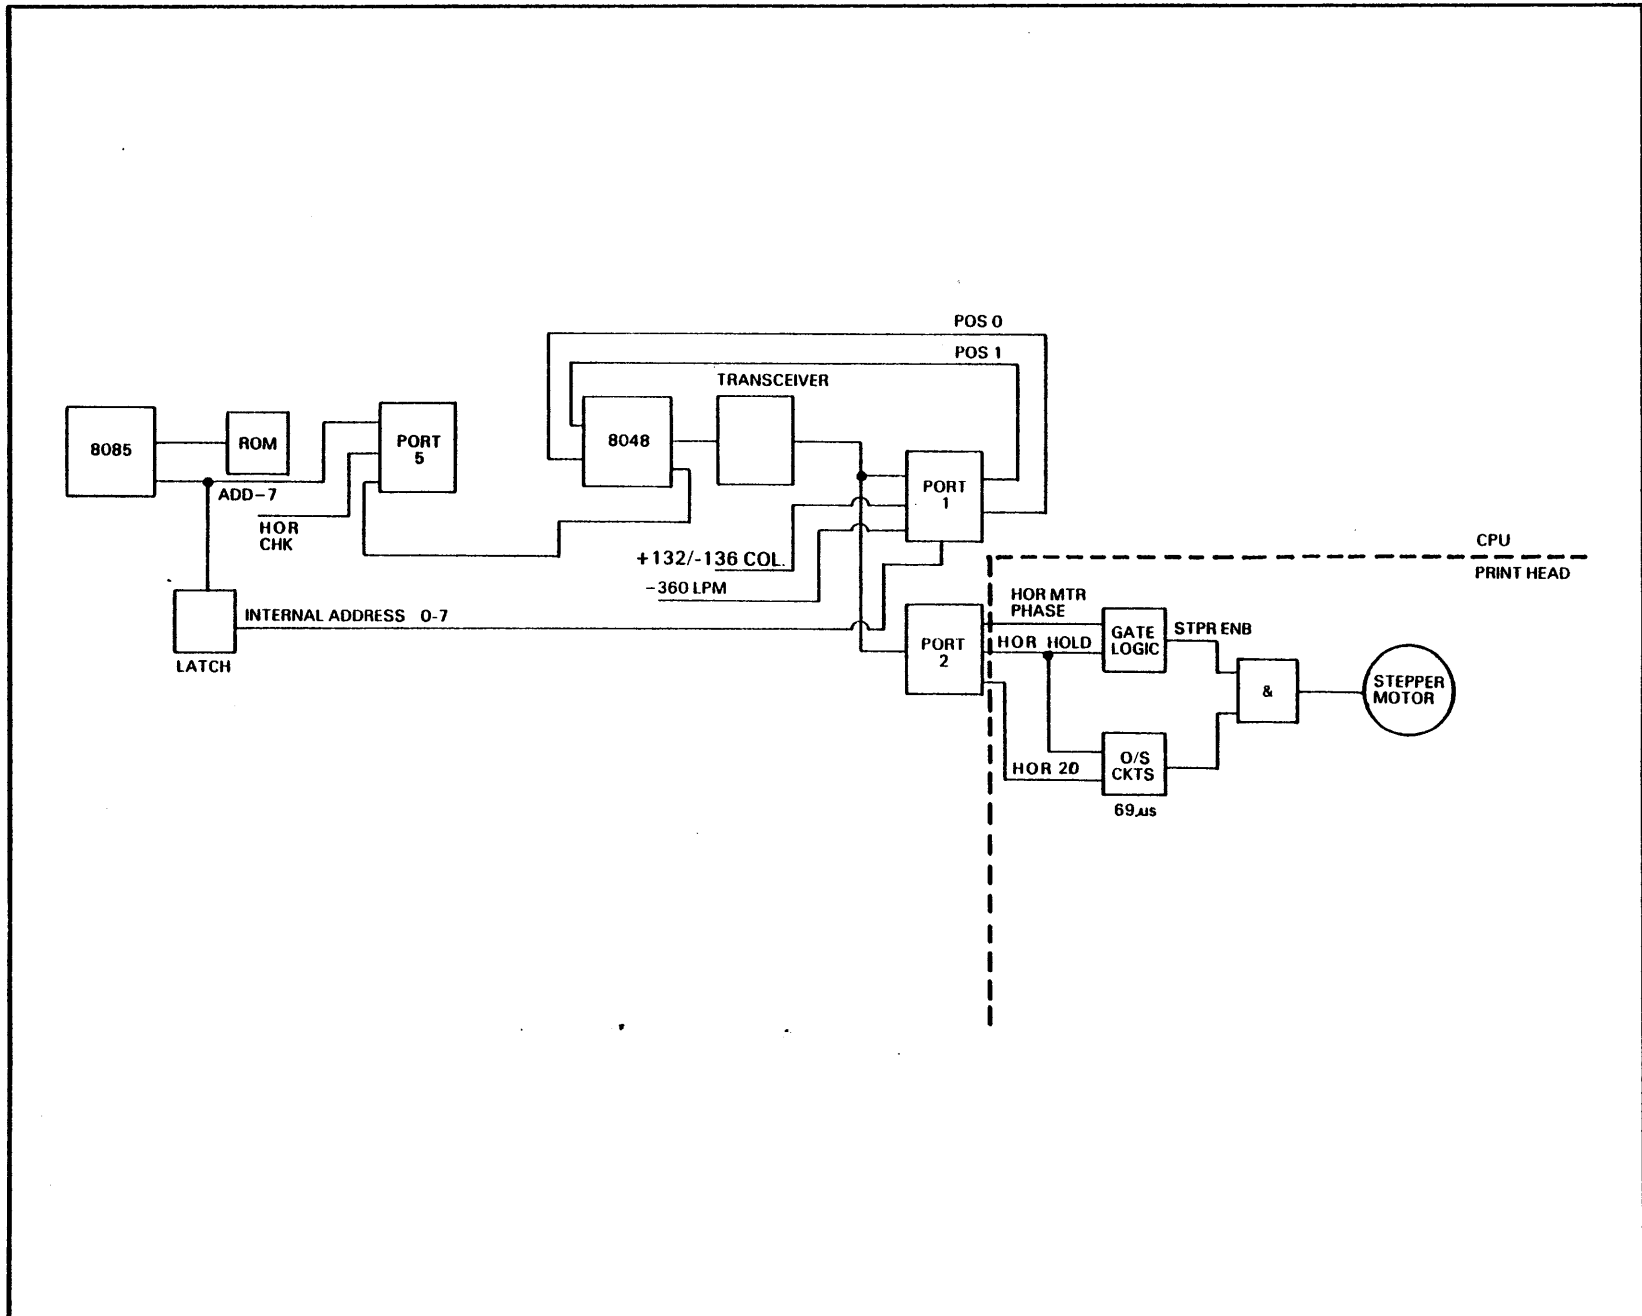 POS 0
POS 1
TRANSCEIVER
8085
ROM
PORT
5
8048
ADD-7
HOR
CHK
PORT
1
+132/-136 COL.
-360 LPM
CPU
PRINT HEAD
INTERNAL ADDRESS 0-7
LATCH
PORT
2
HOR MTR
PHASE
HOR HOLD
GATE
LOGIC
STPR ENB
&
STEPPER
MOTOR
HOR 20
O/S
CKTS
69µs